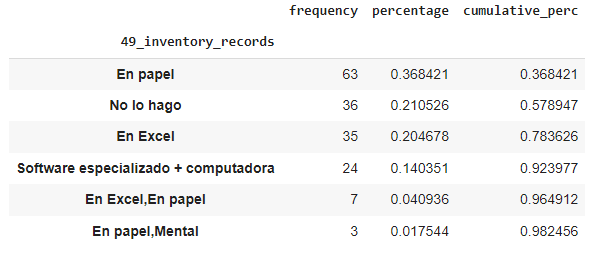 frequency percentage cumulative_perc
49_inventory_records
En papel 63 0.368421 0.368421
No lo hago 36 0.210526 0.578947
En Excel 35 0.204678 0.783626
Software especializado + computadora 24 0.140351 0.923977
En Excel,En papel 7 0.040936 0.964912
En papel,Mental 3 0.017544 0.982456